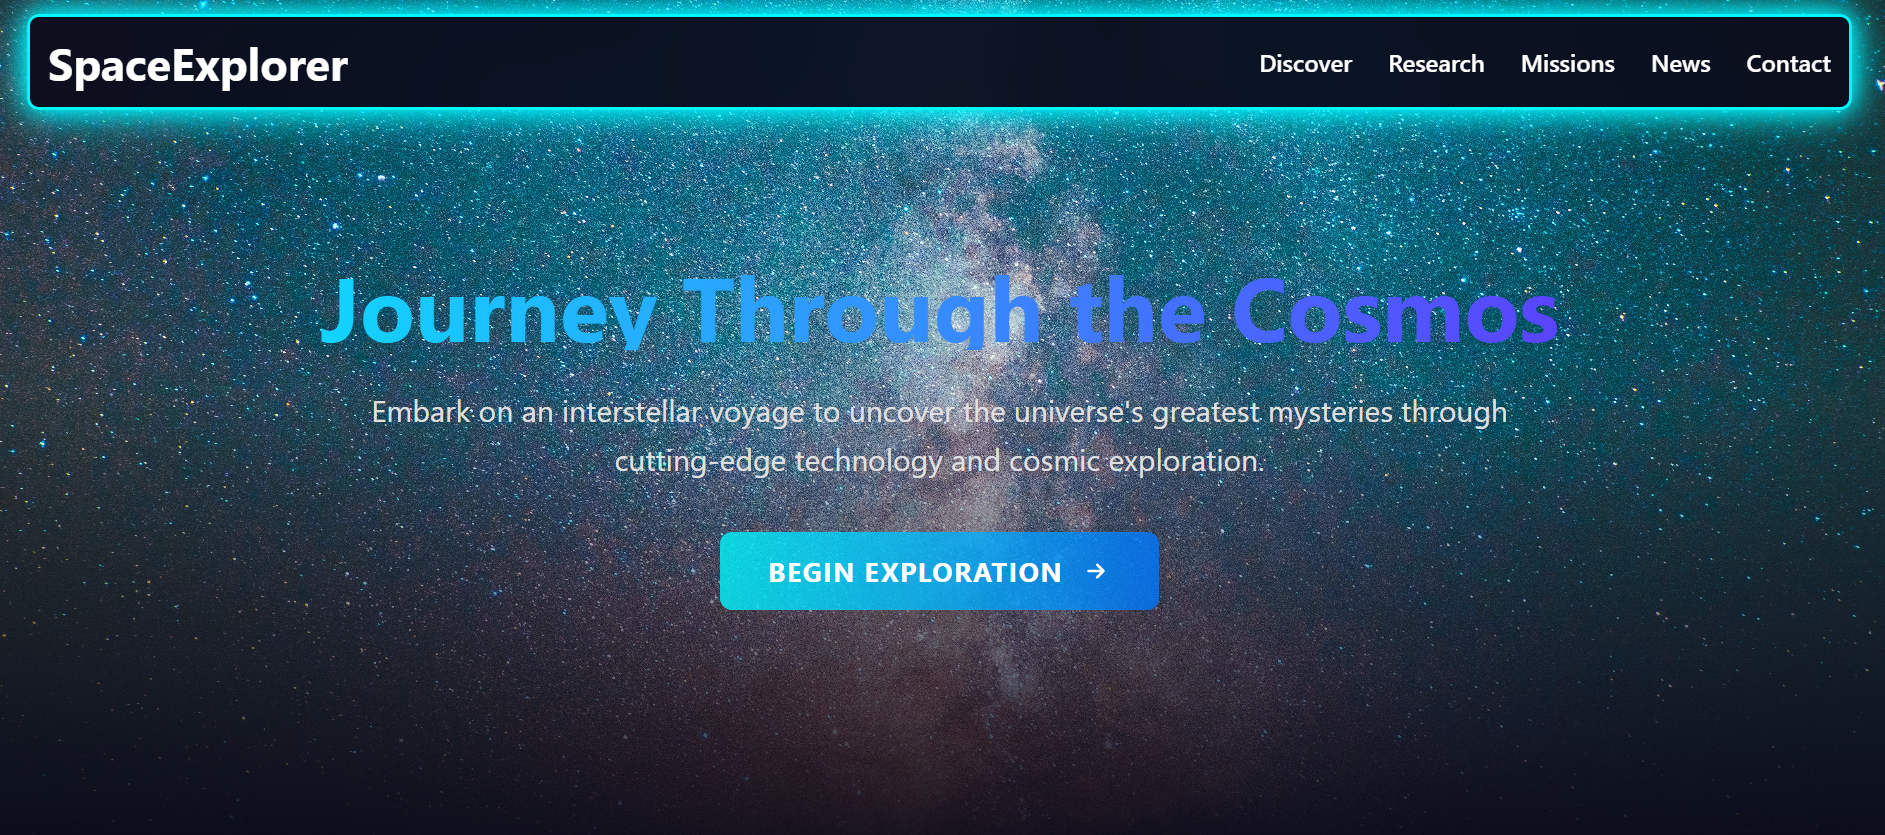 SpaceExplorer
Discover Research Missions News Contact
Journey Through the Cosmos
Embark on an interstellar voyage to uncover the universe's greatest mysteries through
cutting-edge technology and cosmic exploration.
BEGIN EXPLORATION →